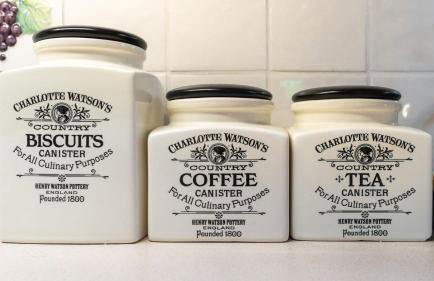 CHARLOTTE WATSON'S
COUNTRY
BISCUITS
CANISTER
For All Culinary Purposes
HENRY WATSON POTTERY
ENGLAND
Founded 1800
CHARLOTTE WATSON'S
COUNTRY
COFFEE
CANISTER
For All Culinary Purposes
HENRY WATSON POTTERY
ENGLAND
Founded 1800
CHARLOTTE WATSON'S
COUNTRY
TEA
CANISTER
For All Culinary Purposes
HENRY WATSON POTTERY
ENGLAND
Founded 1800